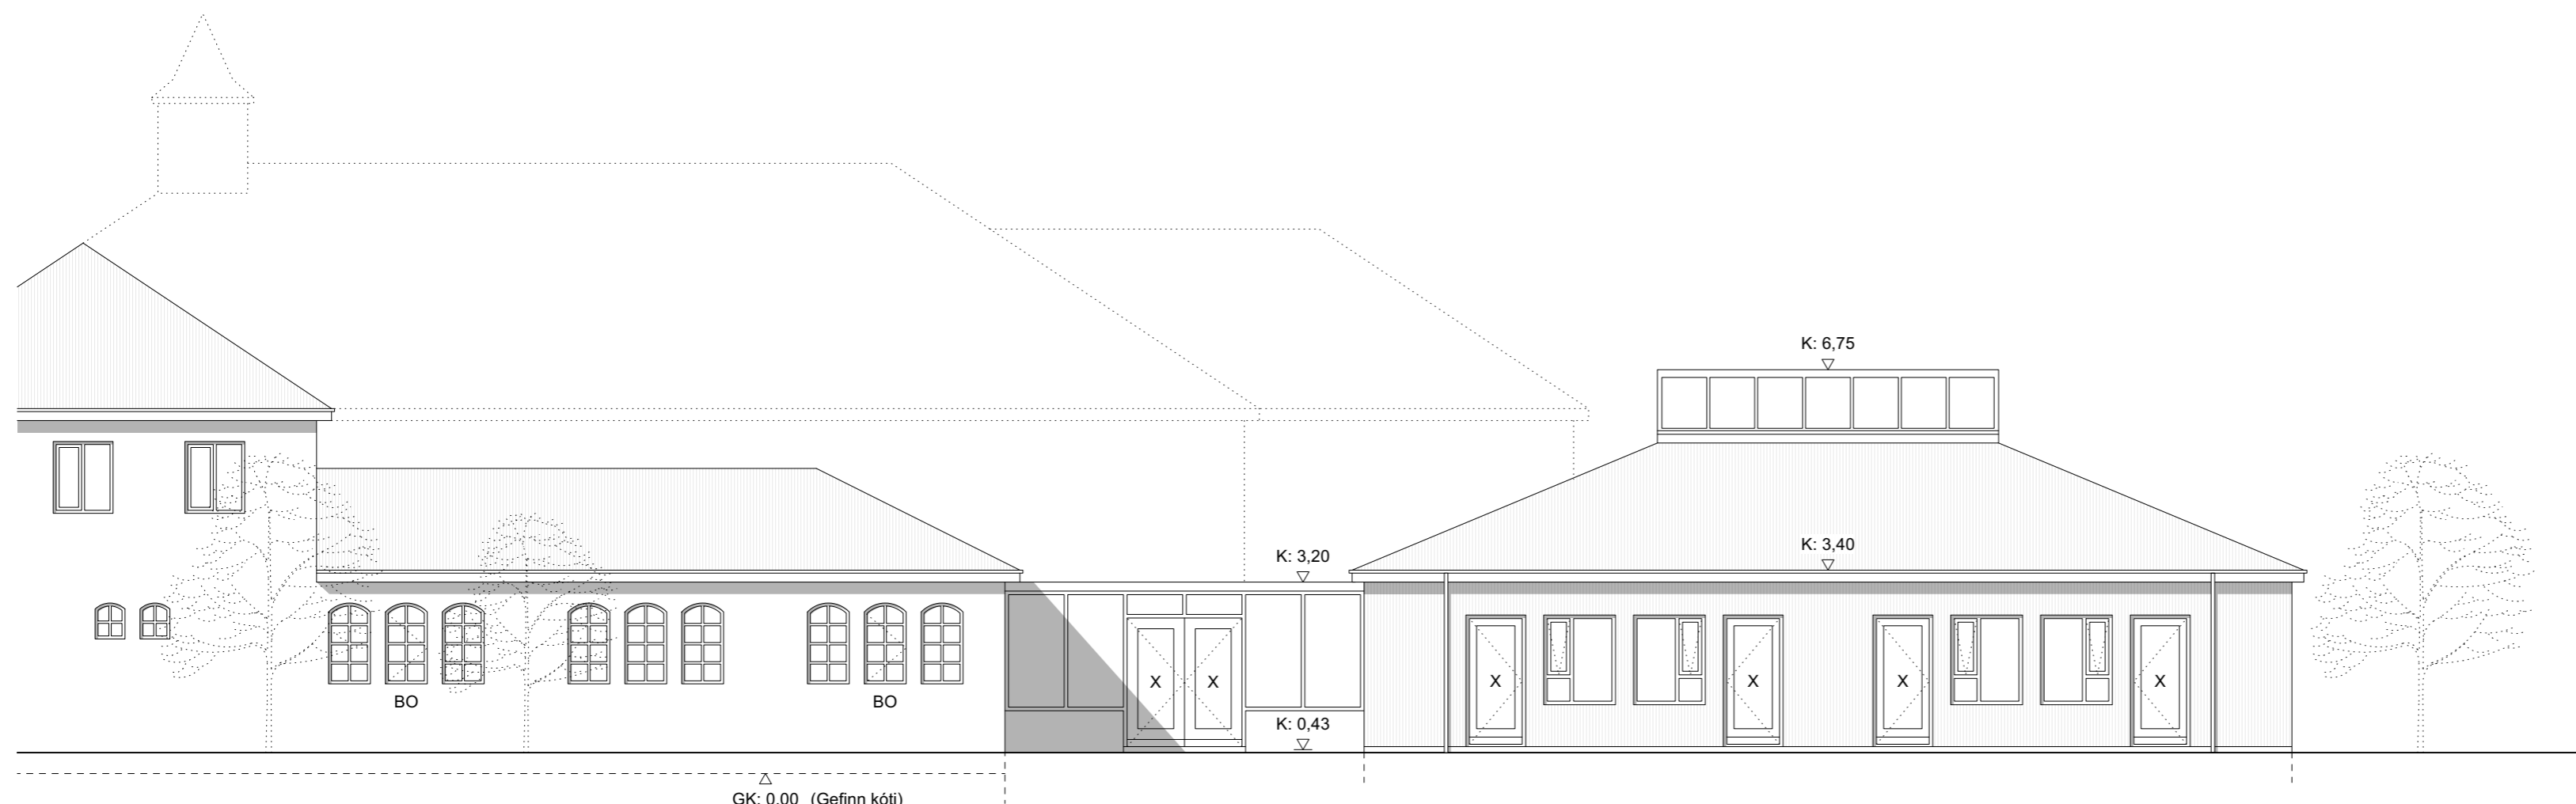 K: 6,75
K: 3,20
K: 3,40
X X
X X X X
BO BO
K: 0,43
GK: 0,00 (Gefinn kóti)